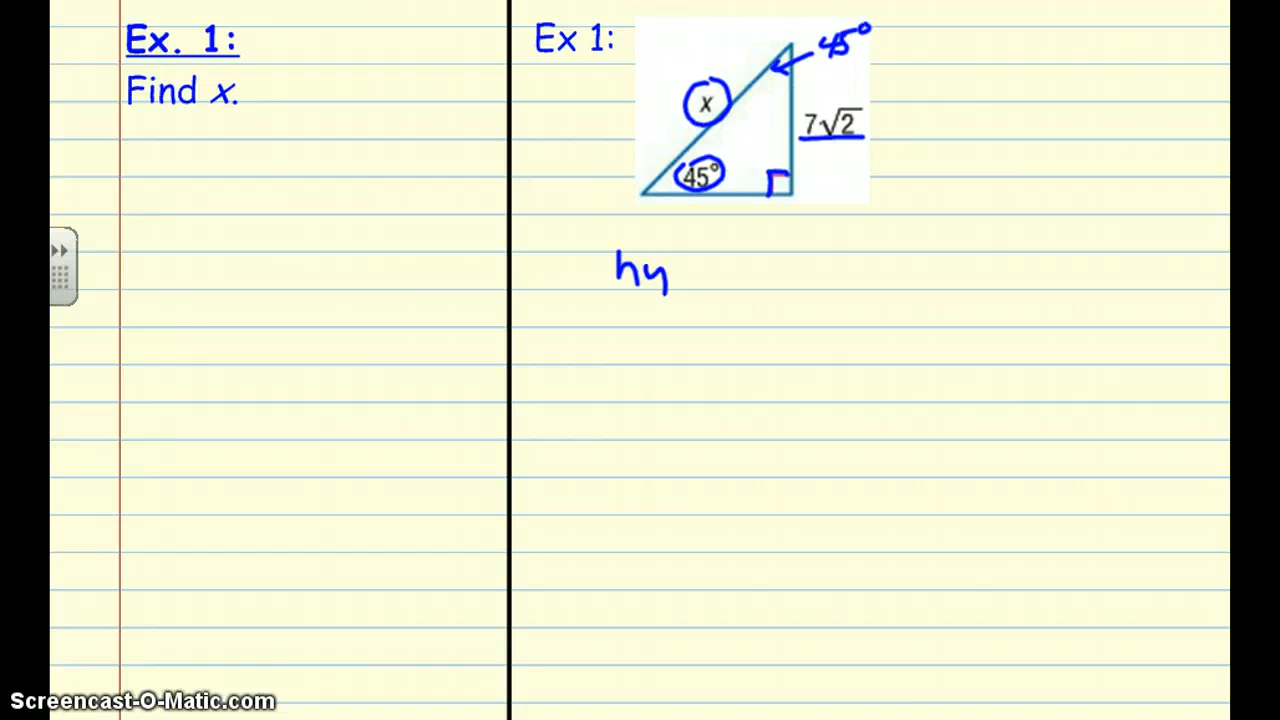 Ex. 1:
Find x.
Ex 1:
45°
x
7√2
45°
hy
Screencast-O-Matic.com